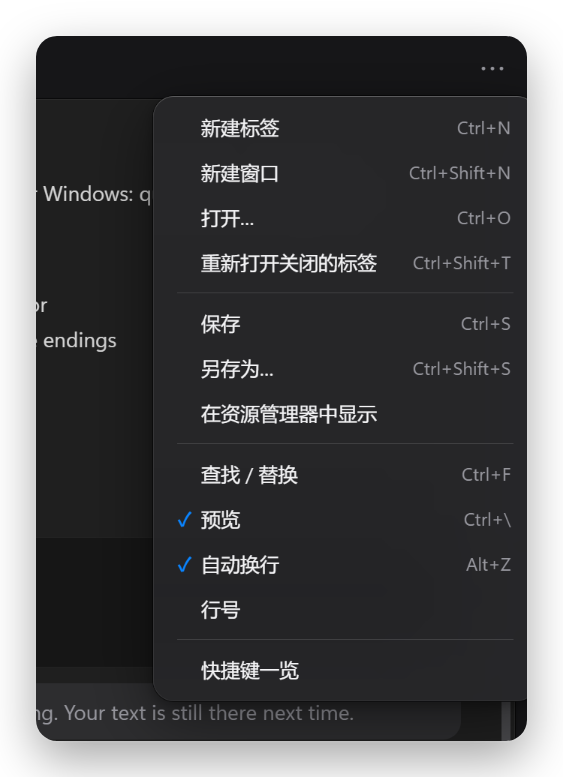 ...
新建标签 Ctrl+N
新建窗口 Ctrl+Shift+N
Windows:
打开... Ctrl+O
重新打开关闭的标签 Ctrl+Shift+T
保存 Ctrl+S
endings
另存为... Ctrl+Shift+S
在资源管理器中显示
查找 / 替换 Ctrl+F
✓ 预览 Ctrl+\
✓ 自动换行 Alt+Z
行号
快捷键一览
Your text is still there next time.